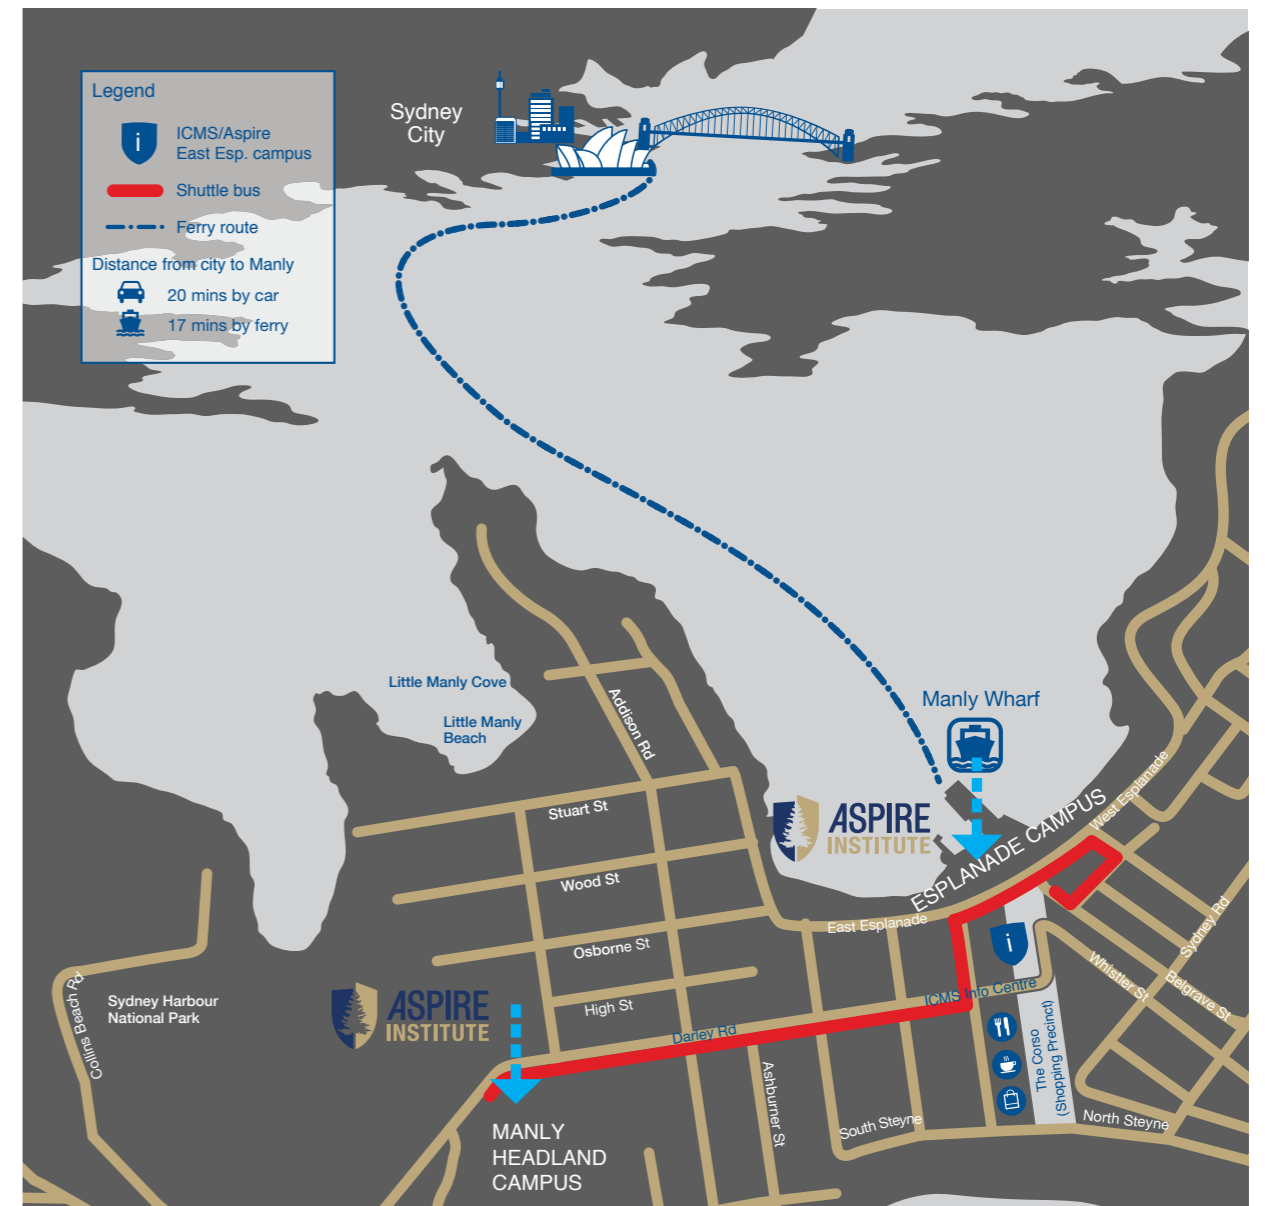 Legend
i
ICMS/Aspire
East Esp. campus
Shuttle bus
Ferry route
Distance from city to Manly
20 mins by car
17 mins by ferry
Sydney
City
Little Manly Cove
Little Manly
Beach
Addison Rd
Manly Wharf
ASPIRE
INSTITUTE
ESPLANADE CAMPUS
West Esplanade
Stuart St
Wood St
Osborne St
High St
East Esplanade
i
ICMS Info Centre
Sydney Rd
Whistler St
Belgrave St
Collins Beach Rd
Sydney Harbour
National Park
ASPIRE
INSTITUTE
Darley Rd
Ashburner St
The Corso
(Shopping Precinct)
South Steyne
North Steyne
MANLY
HEADLAND
CAMPUS